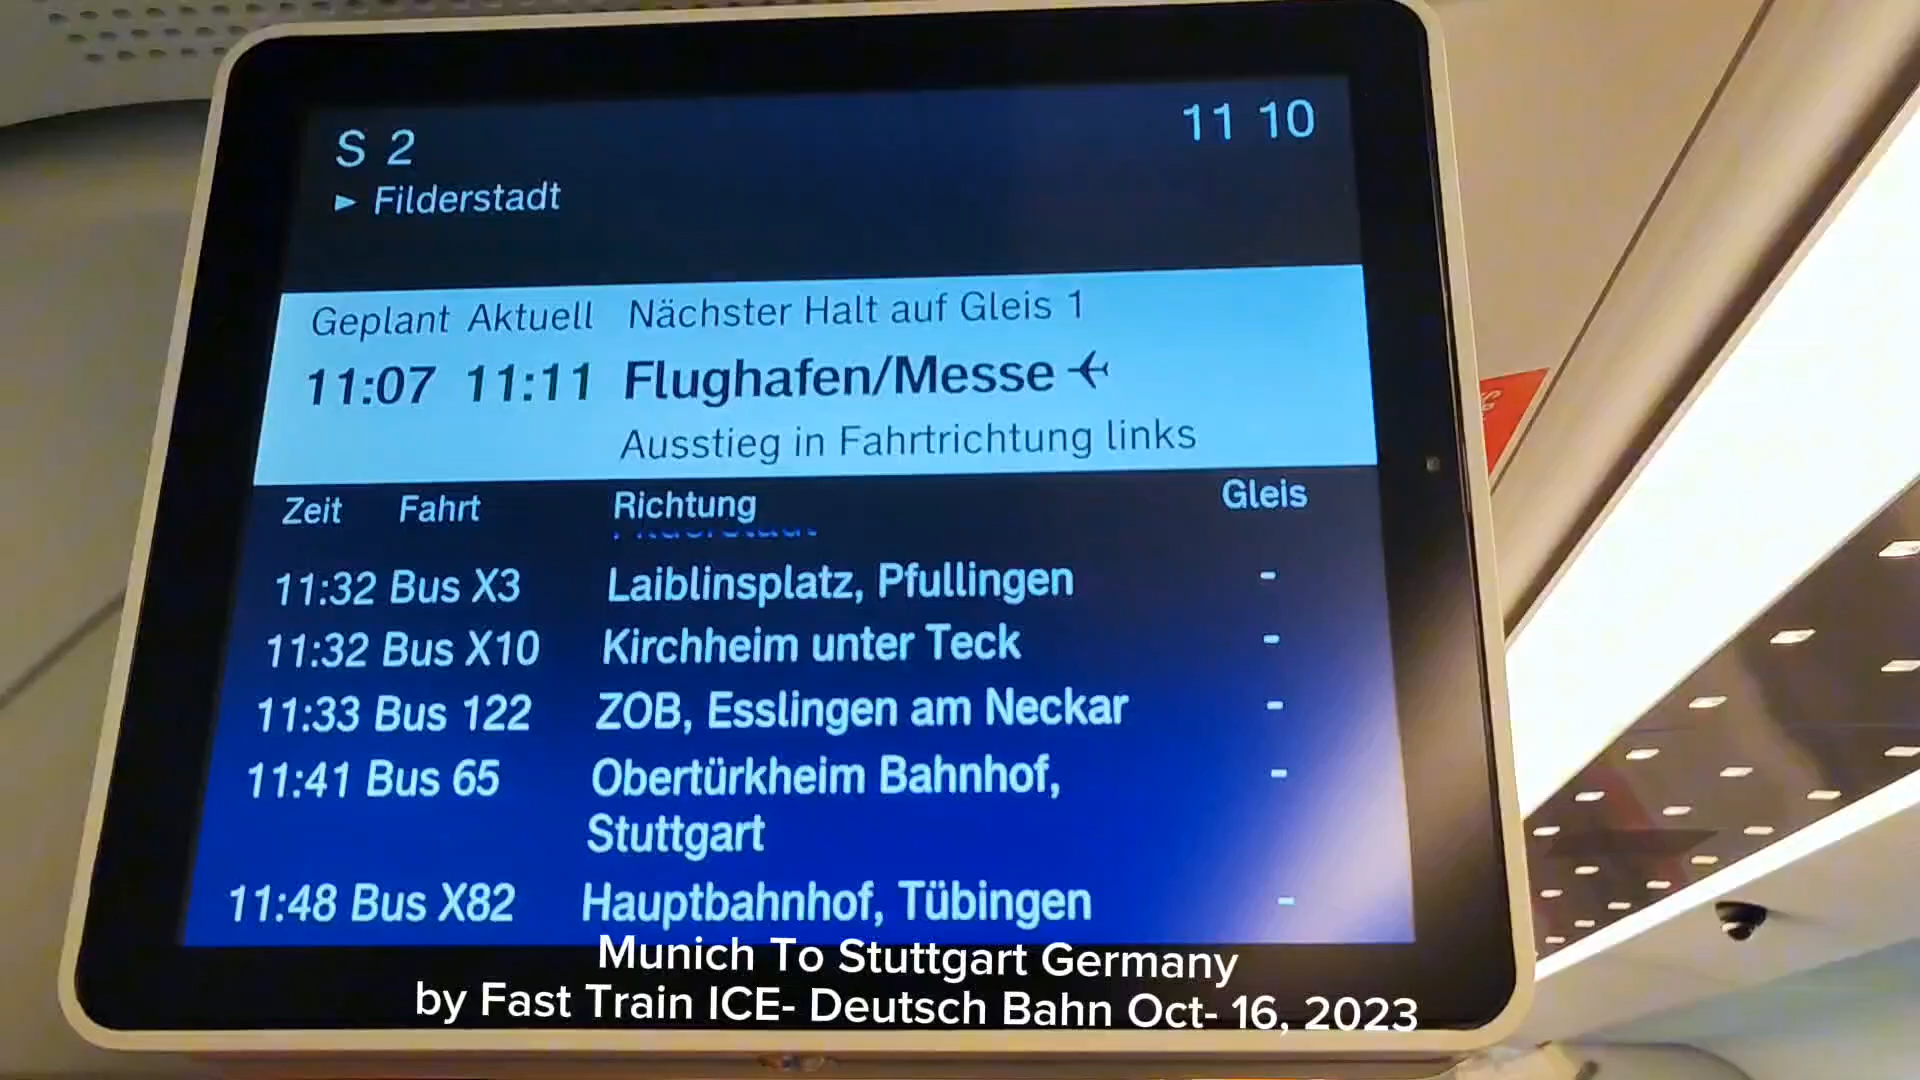 S 2
11 10
► Filderstadt
Geplant Aktuell Nächster Halt auf Gleis 1
11:07 11:11 Flughafen/Messe
Ausstieg in Fahrtrichtung links
Zeit Fahrt Richtung Gleis
11:32 Bus X3 Laiblinsplatz, Pfullingen -
11:32 Bus X10 Kirchheim unter Teck -
11:33 Bus 122 ZOB, Esslingen am Neckar -
11:41 Bus 65 Obertürkheim Bahnhof, -
Stuttgart
11:48 Bus X82 Hauptbahnhof, Tübingen -
Munich To Stuttgart Germany
by Fast Train ICE- Deutsch Bahn Oct- 16, 2023